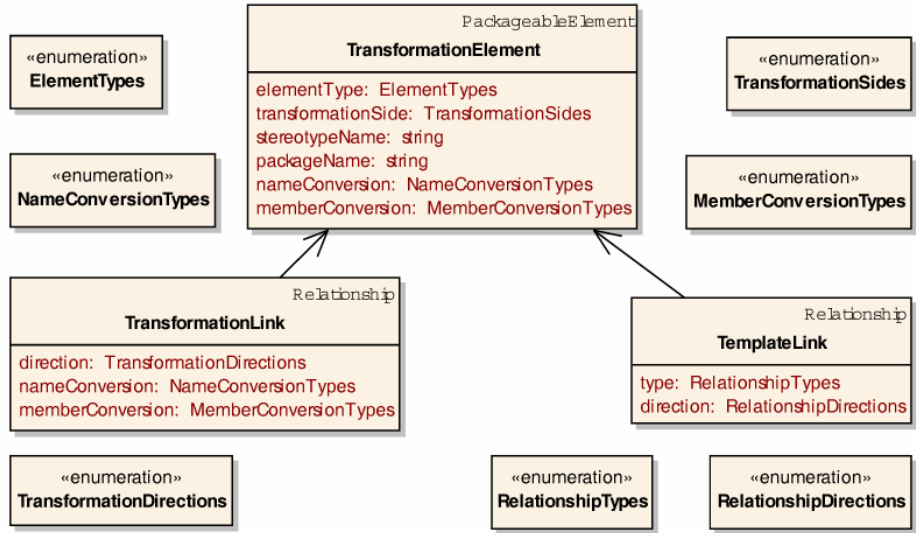 PackageableElement
TransformationElement
elementType: ElementTypes
transformationSide: TransformationSides
stereotypeName: string
packageName: string
nameConversion: NameConversionTypes
memberConversion: MemberConversionTypes
«enumeration»
ElementTypes
«enumeration»
TransformationSides
«enumeration»
NameConversionTypes
«enumeration»
MemberConversionTypes
Relationship
TransformationLink
direction: TransformationDirections
nameConversion: NameConversionTypes
memberConversion: MemberConversionTypes
Relationship
TemplateLink
type: RelationshipTypes
direction: RelationshipDirections
«enumeration»
TransformationDirections
«enumeration»
RelationshipTypes
«enumeration»
RelationshipDirections